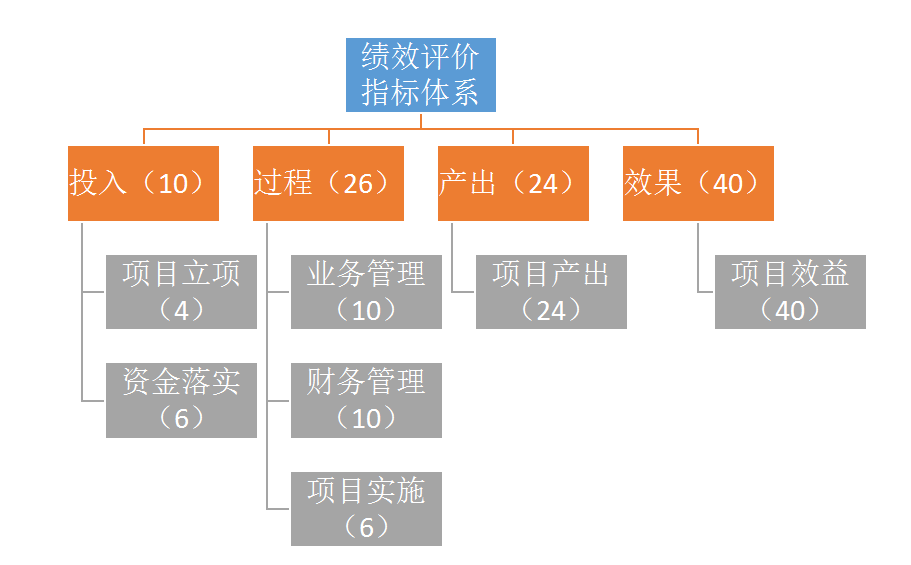 绩效评价
指标体系
投入（10）
过程（26）
产出（24）
效果（40）
项目立项
（4）
业务管理
（10）
项目产出
（24）
项目效益
（40）
资金落实
（6）
财务管理
（10）
项目实施
（6）